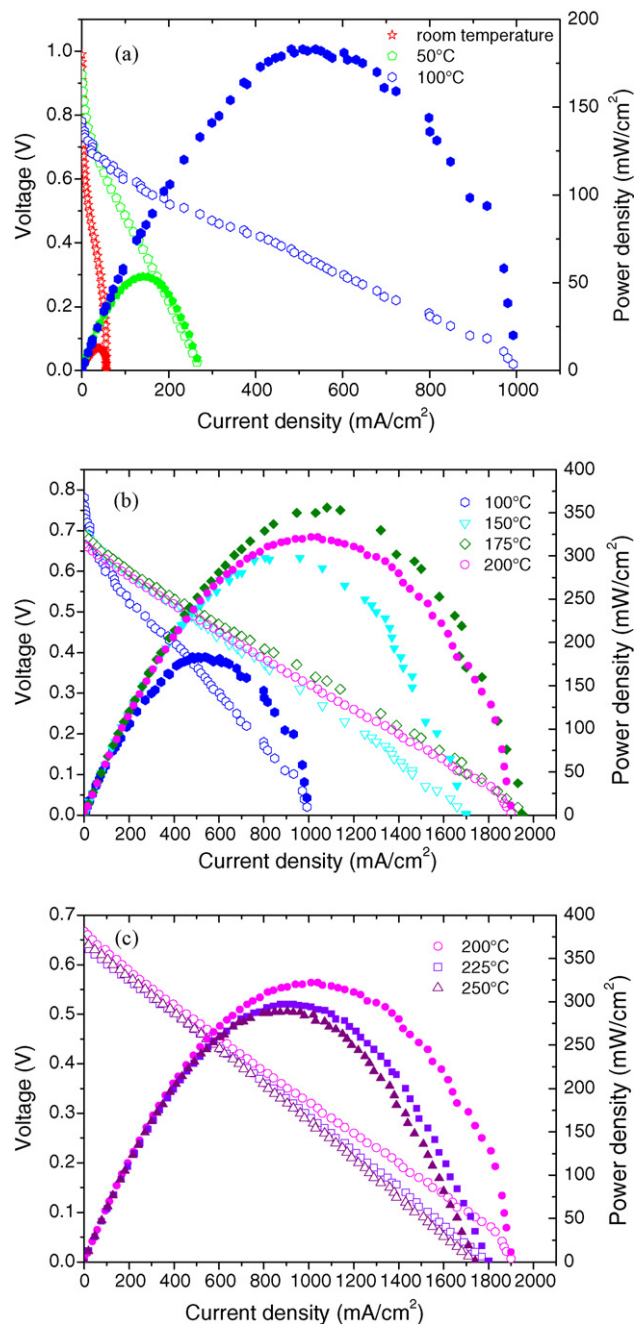 (a)
room temperature
50°C
100°C
1.0
0.8
0.6
0.4
0.2
0.0
Voltage (V)
200
150
100
50
0
Power density (mW/cm²)
0 200 400 600 800 1000
Current density (mA/cm²)
(b)
100°C
150°C
175°C
200°C
0.8
0.7
0.6
0.5
0.4
0.3
0.2
0.1
0.0
Voltage (V)
400
350
300
250
200
150
100
50
0
Power density (mW/cm²)
0 200 400 600 800 1000 1200 1400 1600 1800 2000
Current density (mA/cm²)
(c)
200°C
225°C
250°C
0.7
0.6
0.5
0.4
0.3
0.2
0.1
0.0
Voltage (V)
400
350
300
250
200
150
100
50
0
Power density (mW/cm²)
0 200 400 600 800 1000 1200 1400 1600 1800 2000
Current density (mA/cm²)